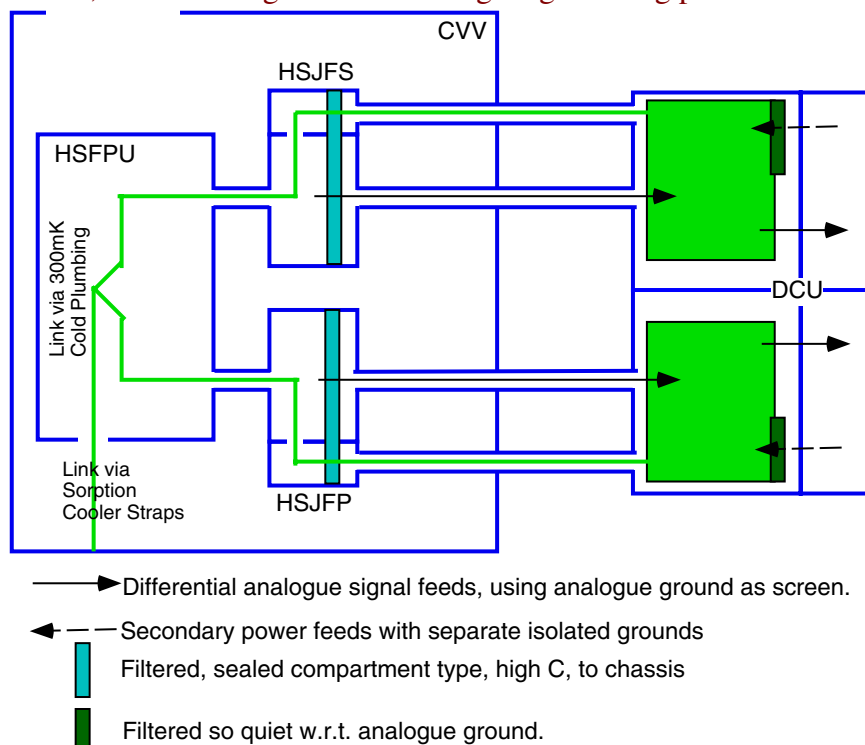 CVV
HSJFS
HSFPU
Link via 300mK
Cold Plumbing
DCU
Link via
Sorption
Cooler Straps
HSJFP
Differential analogue signal feeds, using analogue ground as screen.
Secondary power feeds with separate isolated grounds
Filtered, sealed compartment type, high C, to chassis
Filtered so quiet w.r.t. analogue ground.